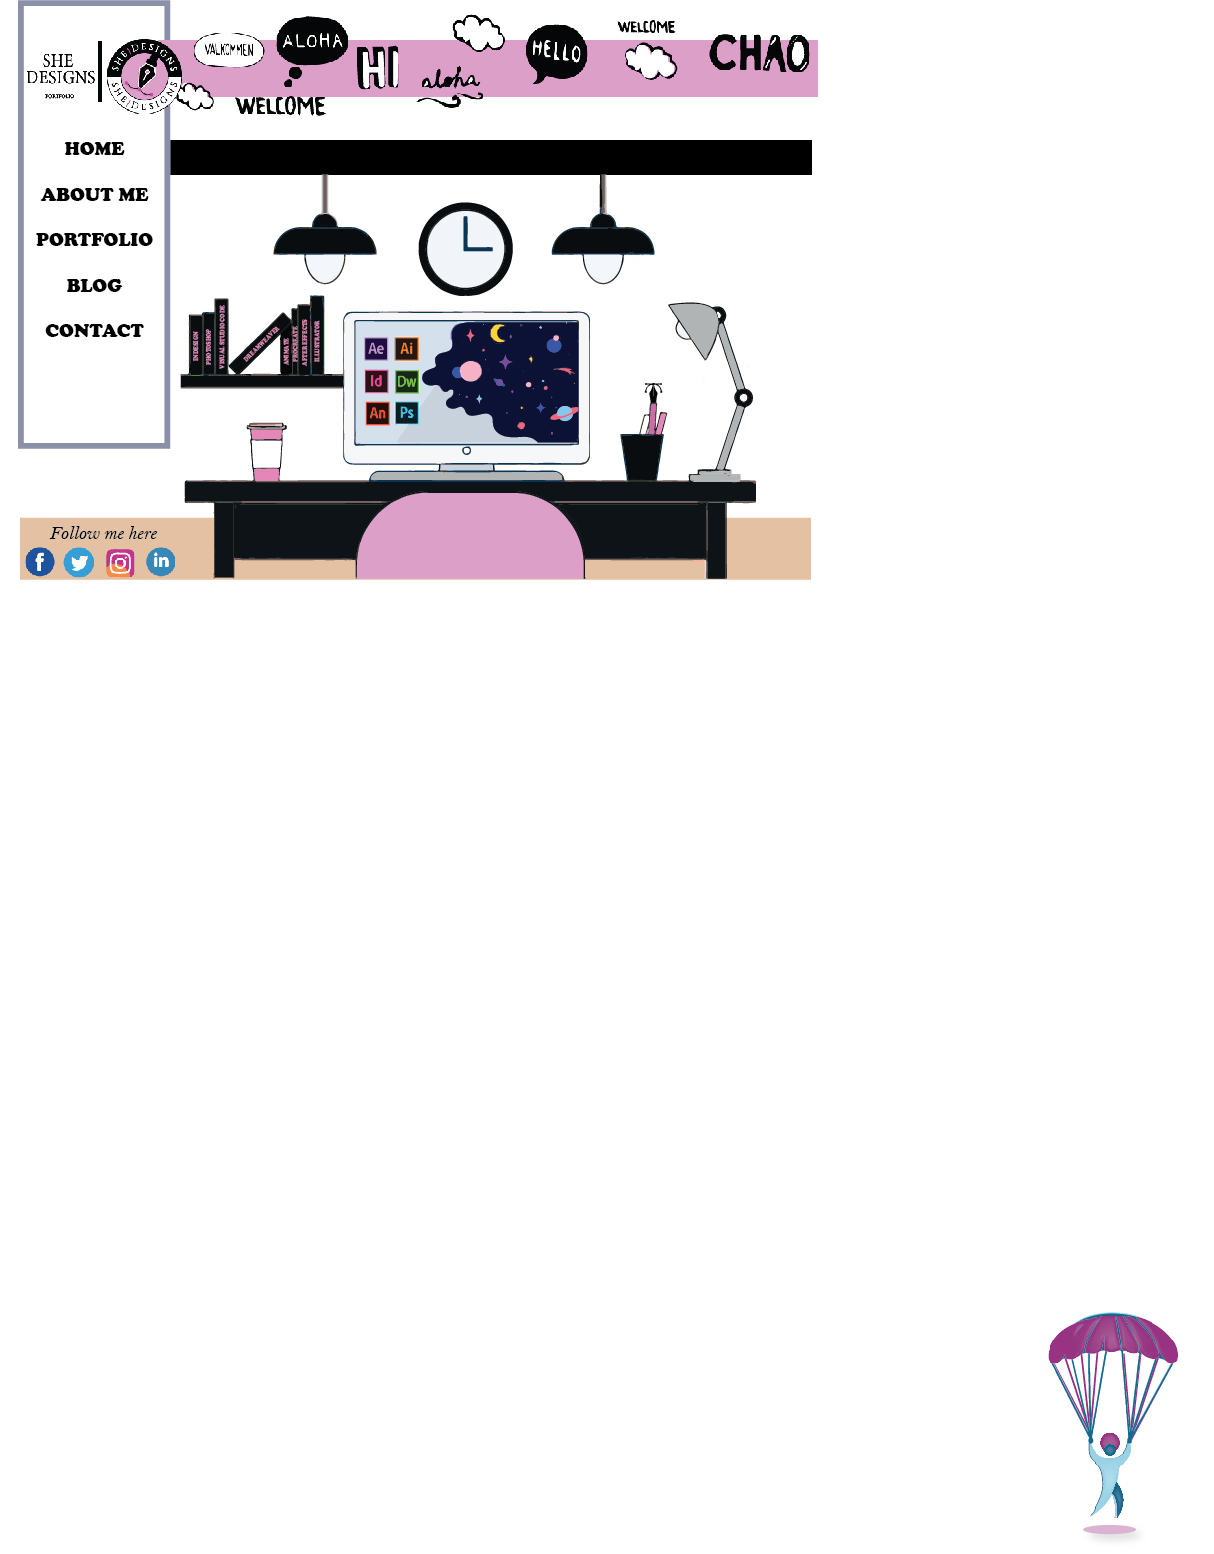 SHE
DESIGNS
PORTFOLIO
SHE|DESIGNS
SHE|DESIGNS
VALKOMMEN
ALOHA
HI
aloha
HELLO
WELCOME
CHAO
WELCOME
HOME
ABOUT ME
PORTFOLIO
BLOG
CONTACT
INDESIGN
PHOTOSHOP
VISUAL STUDIO CODE
DREAMWEAVER
ANIMATE
PROCREATE
AFTER EFFECTS
ILLUSTRATOR
Ae
Ai
Id
Dw
An
Ps
Follow me here
f
in